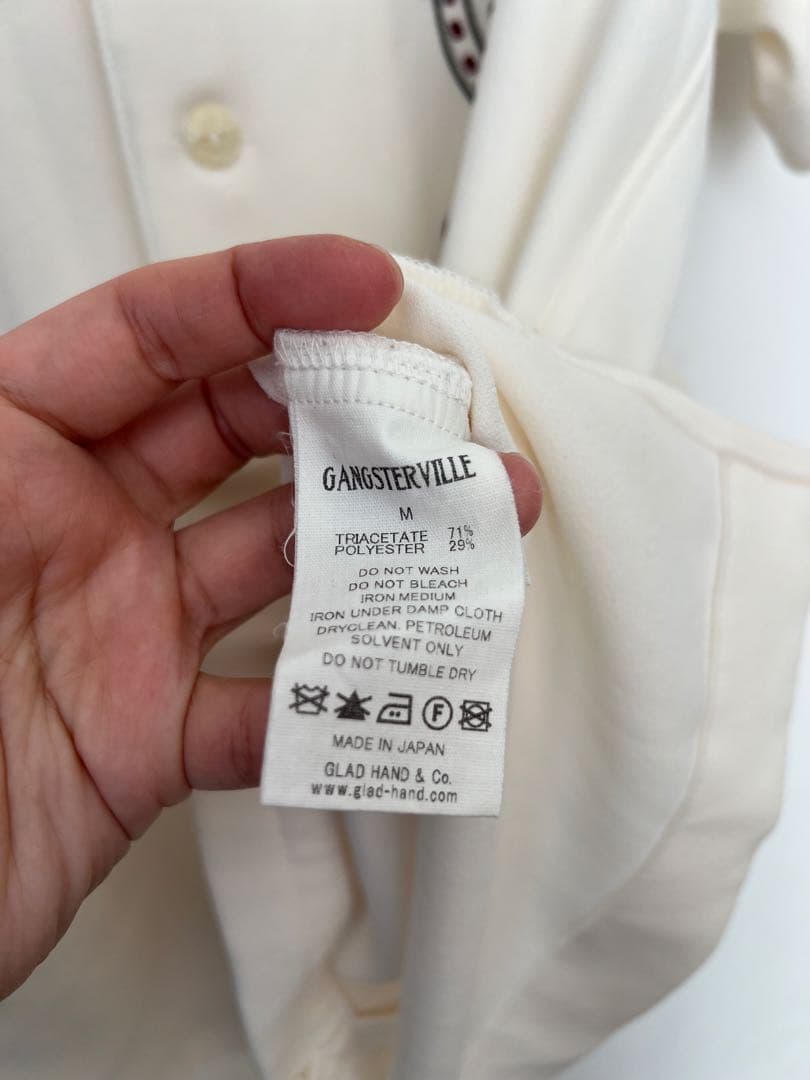 GANGSTERVILLE
M
TRIACETATE 71%
POLYESTER 29%
DO NOT WASH
DO NOT BLEACH
IRON MEDIUM
IRON UNDER DAMP CLOTH
DRYCLEAN. PETROLEUM
SOLVENT ONLY
DO NOT TUMBLE DRY
F
MADE IN JAPAN
GLAD HAND & Co.
www.glad-hand.com